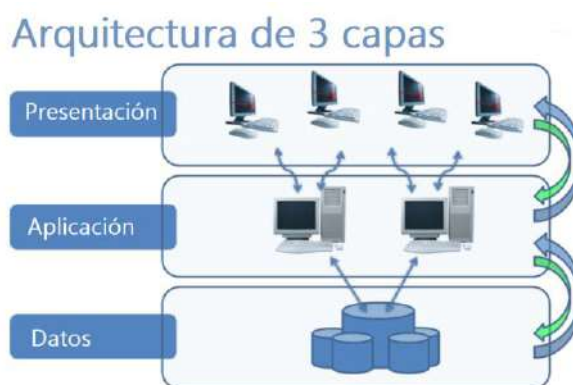 Arquitectura de 3 capas
Presentación
Aplicación
Datos